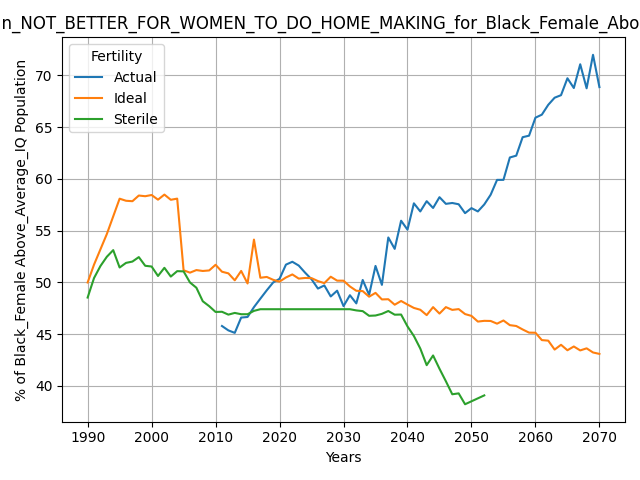 n_NOT_BETTER_FOR_WOMEN_TO_DO_HOME_MAKING_for_Black_Female_Abo
Fertility
Actual
Ideal
Sterile
% of Black_Female Above_Average_IQ Population
70
65
60
55
50
45
40
1990 2000 2010 2020 2030 2040 2050 2060 2070
Years